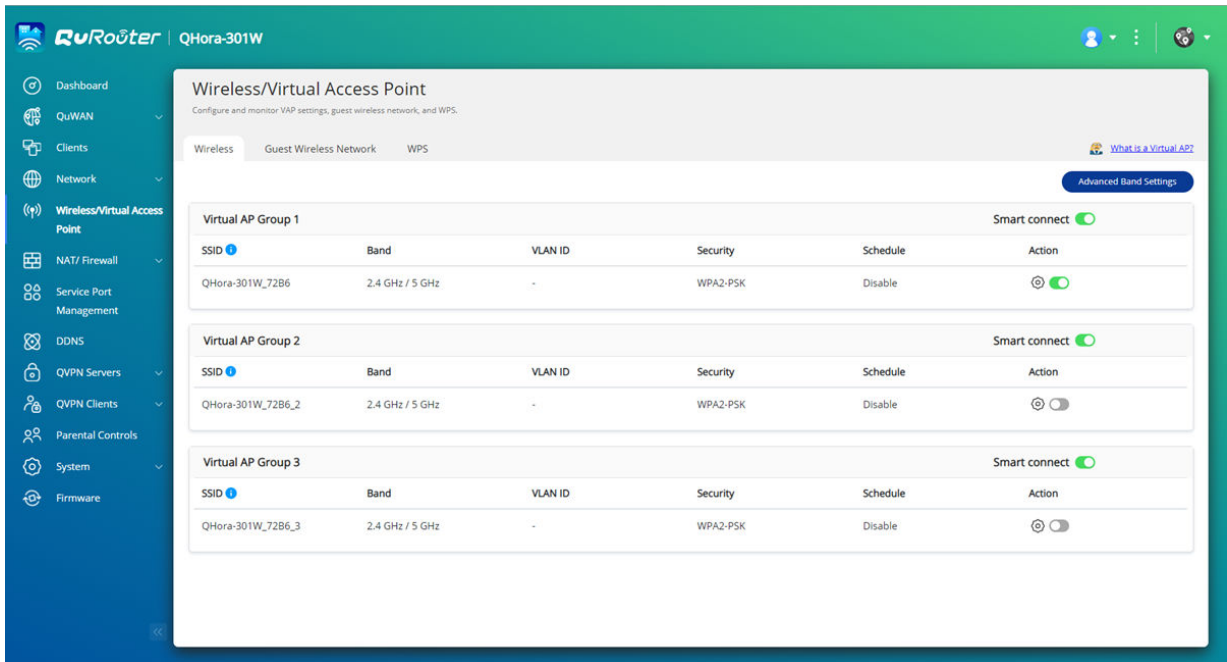 QuRoûter | QHora-301W
Dashboard
QuWAN
Clients
Network
Wireless/Virtual Access
Point
NAT/ Firewall
Service Port
Management
DDNS
QVPN Servers
QVPN Clients
Parental Controls
System
Firmware
Wireless/Virtual Access Point
Configure and monitor VAP settings, guest wireless network, and WPS.
Wireless Guest Wireless Network WPS What is a Virtual AP?
Advanced Band Settings
Virtual AP Group 1 Smart connect
SSID Band VLAN ID Security Schedule Action
QHora-301W_72B6 2.4 GHz / 5 GHz - WPA2-PSK Disable
Virtual AP Group 2 Smart connect
SSID Band VLAN ID Security Schedule Action
QHora-301W_72B6_2 2.4 GHz / 5 GHz - WPA2-PSK Disable
Virtual AP Group 3 Smart connect
SSID Band VLAN ID Security Schedule Action
QHora-301W_72B6_3 2.4 GHz / 5 GHz - WPA2-PSK Disable